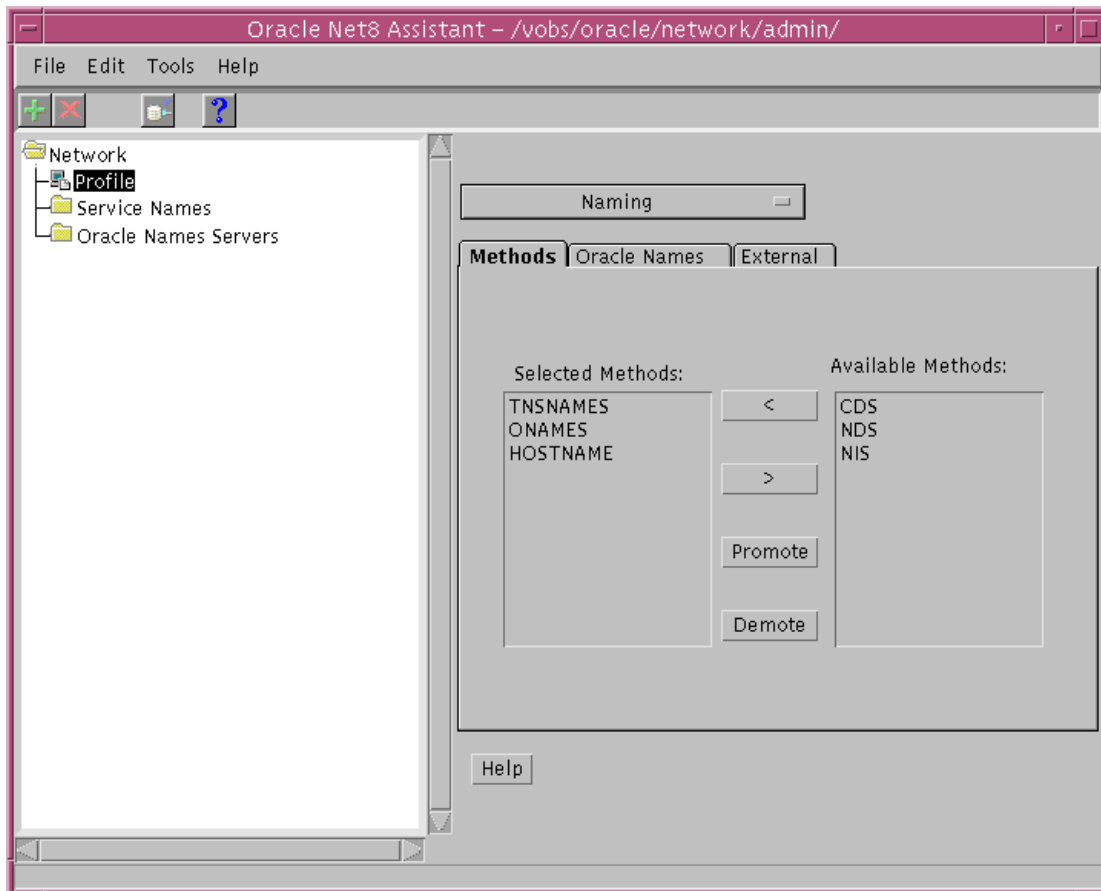 Oracle Net8 Assistant – /vobs/oracle/network/admin/
File Edit Tools Help
?
Network
Profile
Service Names
Oracle Names Servers
Naming
Methods Oracle Names External
Selected Methods: Available Methods:
TNSNAMES < CDS
ONAMES NDS
HOSTNAME NIS
>
Promote
Demote
Help